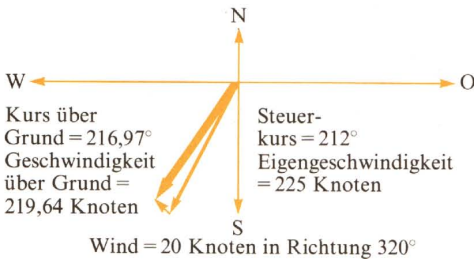 N
W
O
Kurs über
Grund = 216,97°
Geschwindigkeit
über Grund =
219,64 Knoten
Steuer-
kurs = 212°
Eigengeschwindigkeit
= 225 Knoten
S
Wind = 20 Knoten in Richtung 320°